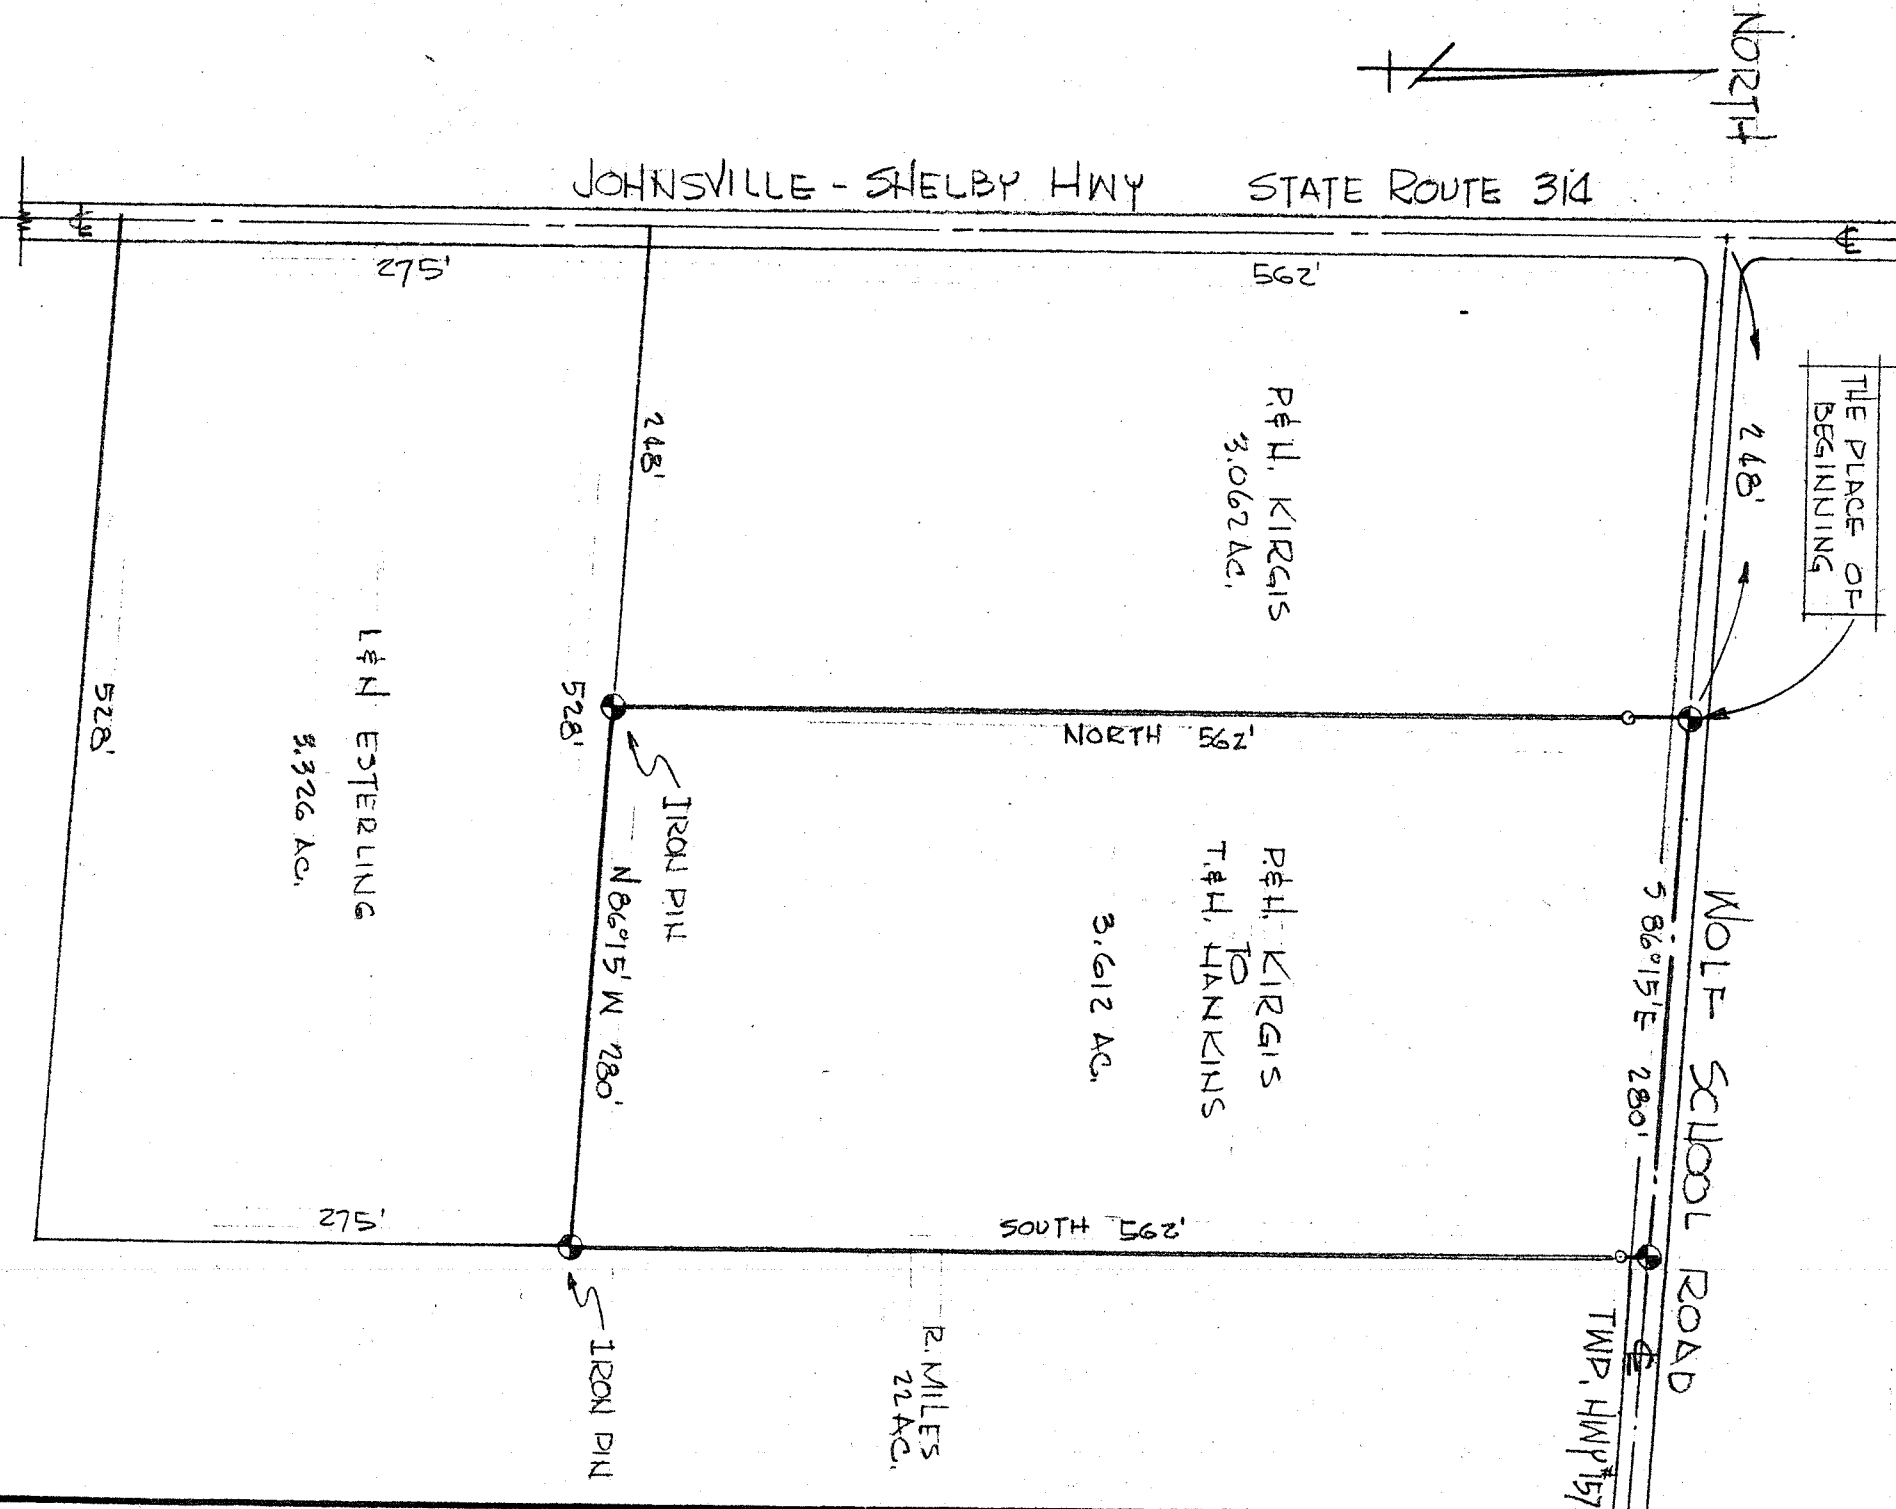 NORTH
JOHNSVILLE - SHELBY HWY STATE ROUTE 314
275'
562'
THE PLACE OF
BEGINNING
248'
248'
P.& H. KIRGIS
3.062 AC.
528'
528'
L & N ESTERLING
3.326 AC.
NORTH 562'
IRON PIN
N 86°15' W 280'
P.& H. KIRGIS
TO
T.& H. HANKINS
3.612 AC.
S 86°15' E 280'
WOLF SCHOOL ROAD
TWP. HWY #157
275'
SOUTH 562'
IRON PIN
R. MILES
22 AC.